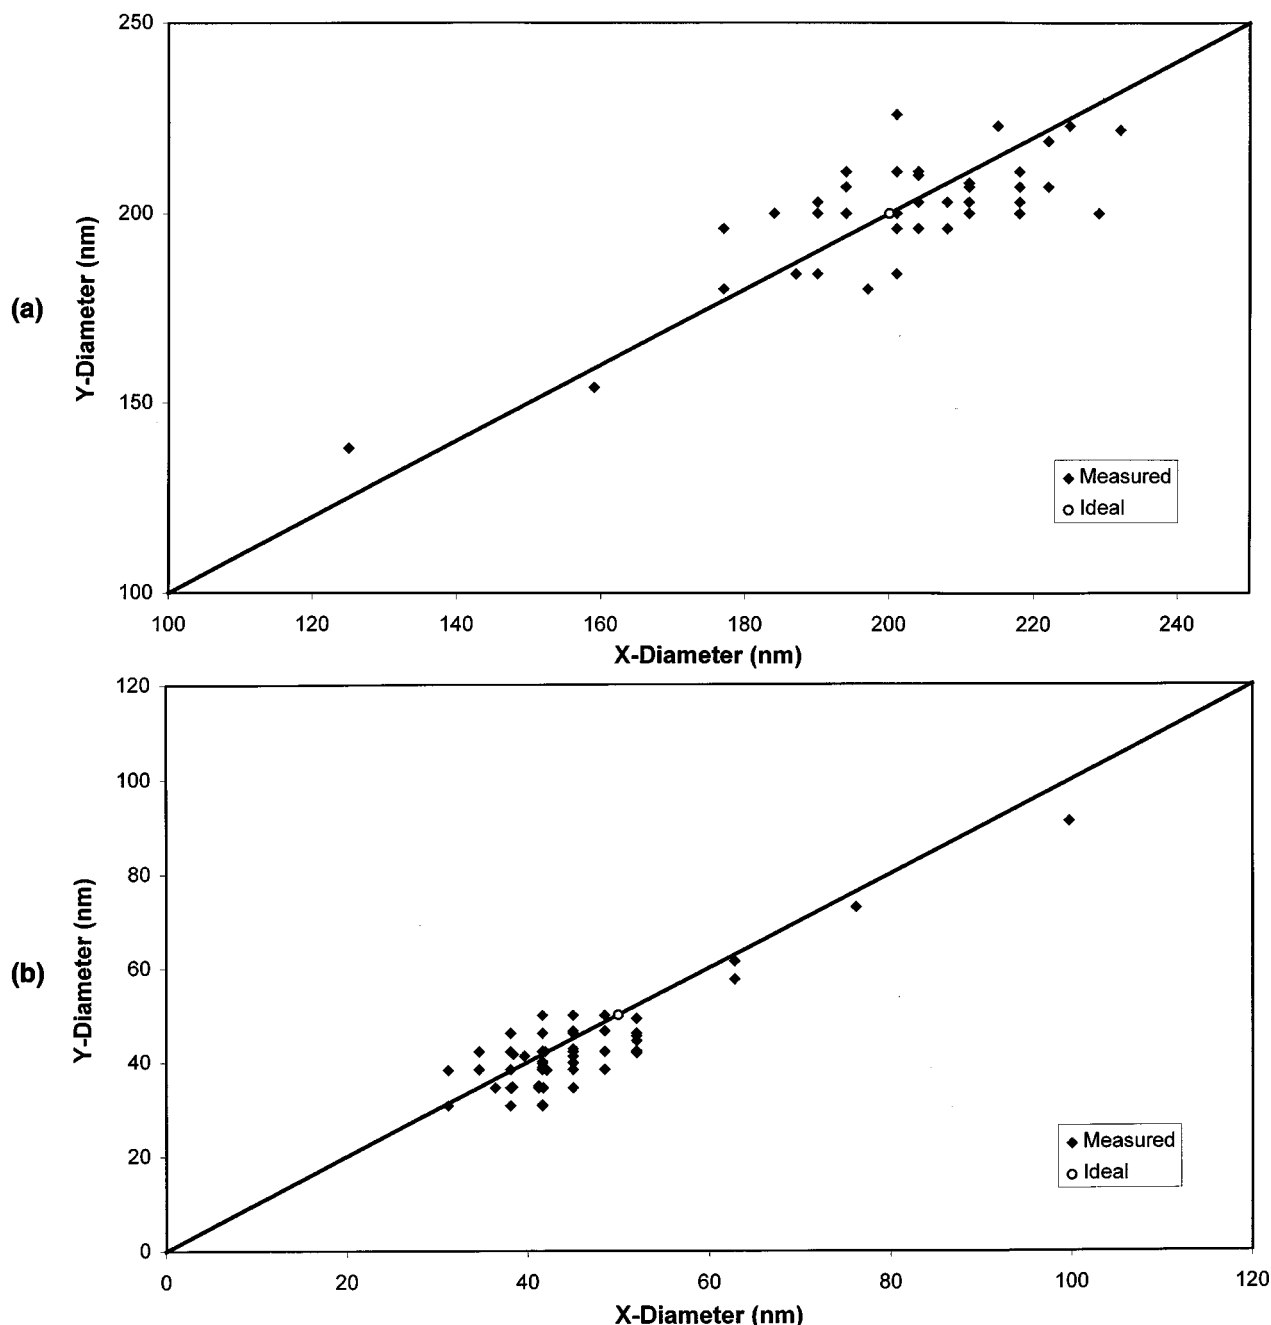 250
200
150
100
Y-Diameter (nm)
(a)
Measured
Ideal
100 120 140 160 180 200 220 240
X-Diameter (nm)
120
100
80
60
40
20
0
Y-Diameter (nm)
(b)
Measured
Ideal
0 20 40 60 80 100 120
X-Diameter (nm)